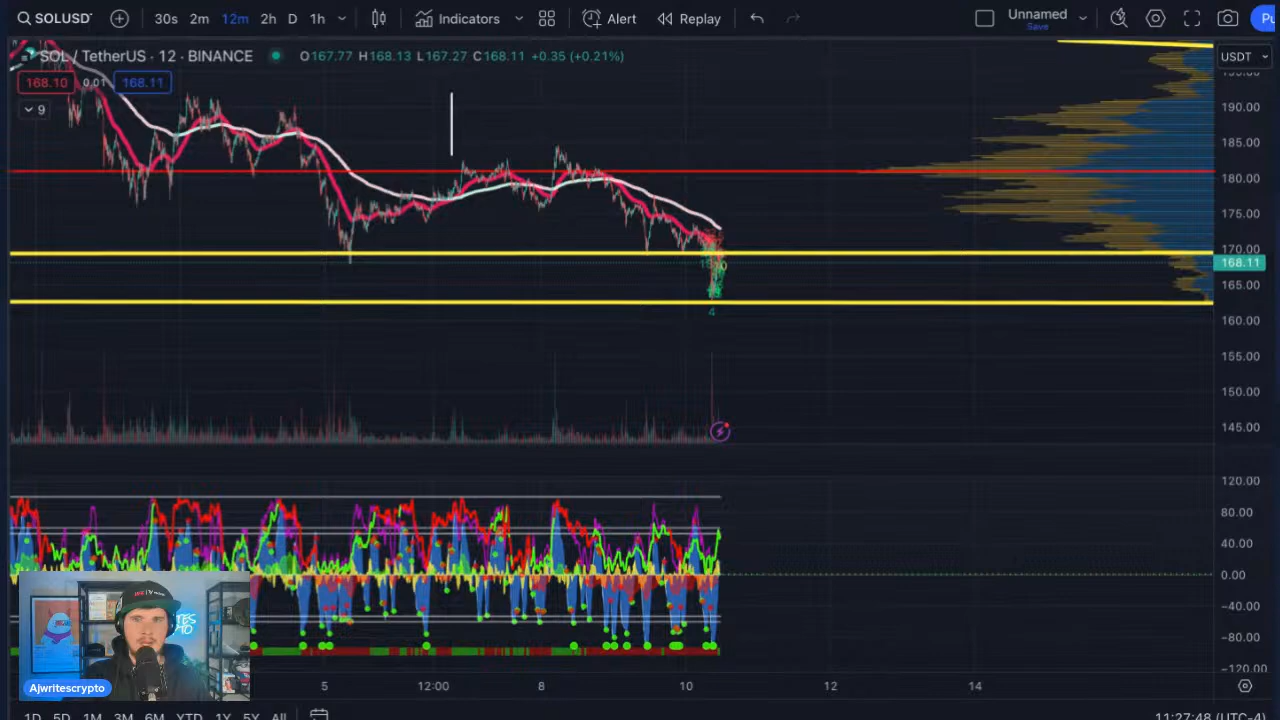 SOLUSD 30s 2m 12m 2h D 1h Indicators Alert Replay Unnamed
Save
SOL / TetherUS · 12 · BINANCE O167.77 H168.13 L167.27 C168.11 +0.35 (+0.21%) USDT
168.10 0.01 168.11
9
190.00
185.00
180.00
175.00
170.00
168.11
165.00
4
160.00
155.00
150.00
145.00
120.00
80.00
40.00
0.00
-40.00
-80.00
-120.00
Ajwritescrypto
5 12:00 8 10 12 14
1D 5D 1M 3M 6M YTD 1Y 5Y All 11:27:48 (UTC-4)